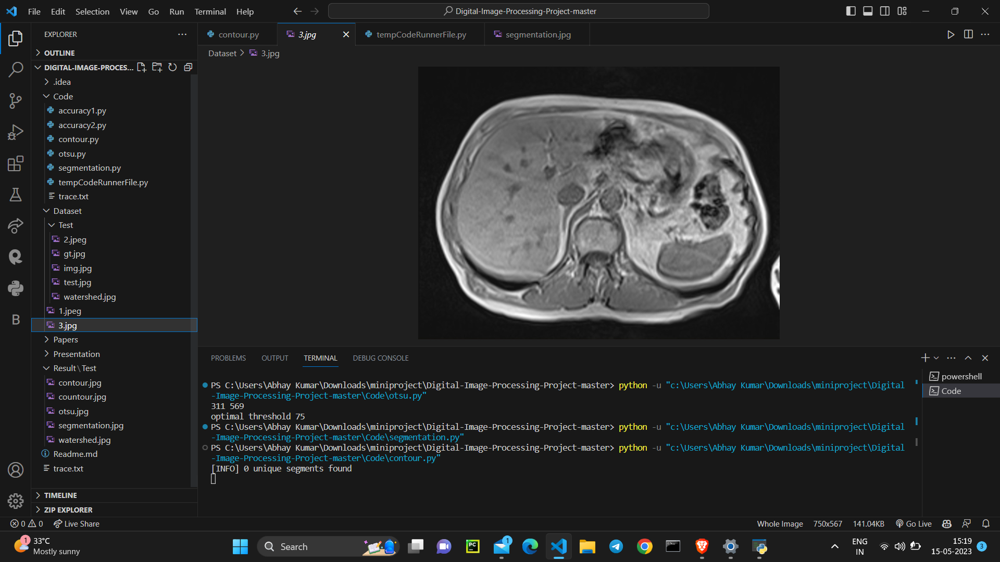 File Edit Selection View Go Run Terminal Help
Digital-Image-Processing-Project-master
EXPLORER
OUTLINE
DIGITAL-IMAGE-PROCES...
.idea
Code
accuracy1.py
accuracy2.py
contour.py
otsu.py
segmentation.py
tempCodeRunnerFile.py
trace.txt
Dataset
Test
2.jpeg
gt.jpg
img.jpg
test.jpg
watershed.jpg
1.jpeg
3.jpg
Papers
Presentation
Result\Test
contour.jpg
countour.jpg
otsu.jpg
segmentation.jpg
watershed.jpg
Readme.md
trace.txt
TIMELINE
ZIP EXPLORER
B
contour.py 3.jpg tempCodeRunnerFile.py segmentation.jpg
Dataset > 3.jpg
PROBLEMS OUTPUT TERMINAL DEBUG CONSOLE
PS C:\Users\Abhay Kumar\Downloads\miniproject\Digital-Image-Processing-Project-master> python -u "c:\Users\Abhay Kumar\Downloads\miniproject\Digital
-Image-Processing-Project-master\Code\otsu.py"
311 569
optimal threshold 75
PS C:\Users\Abhay Kumar\Downloads\miniproject\Digital-Image-Processing-Project-master> python -u "c:\Users\Abhay Kumar\Downloads\miniproject\Digital
-Image-Processing-Project-master\Code\segmentation.py"
PS C:\Users\Abhay Kumar\Downloads\miniproject\Digital-Image-Processing-Project-master> python -u "c:\Users\Abhay Kumar\Downloads\miniproject\Digital
-Image-Processing-Project-master\Code\contour.py"
[INFO] 0 unique segments found
powershell
Code
0 0 Live Share
Whole Image 750x567 141.04KB Go Live
1
33°C
Mostly sunny
Search
PC
1
ENG
IN
15:19
15-05-2023
3